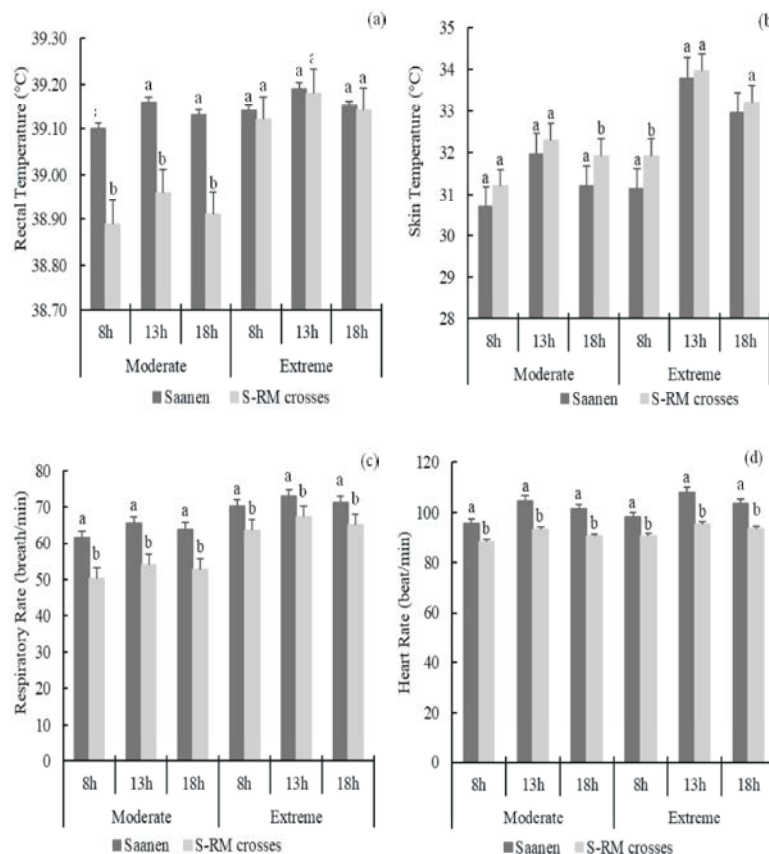 (a)
Rectal Temperature (°C)
39.30
39.20
39.10
39.00
38.90
38.80
38.70
a b a b a b a a a a a a
8h 13h 18h 8h 13h 18h
Moderate Extreme
Saanen S-RM crosses
(b
Skin Temperature (°C)
35
34
33
32
31
30
29
28
a a a a a b a b a a a
8h 13h 18h 8h 13h 18h
Moderate Extreme
Saanen S-RM crosses
(c)
Respiratory Rate (breath/min)
80
70
60
50
40
30
20
10
0
a b a b a b a b a b a b
8h 13h 18h 8h 13h 18h
Moderate Extreme
Saanen S-RM crosses
(d)
Heart Rate (beat/min)
120
100
80
60
40
20
0
a b a b a b a b a b a b
8h 13h 18h 8h 13h 18h
Moderate Extreme
Saanen S-RM crosses